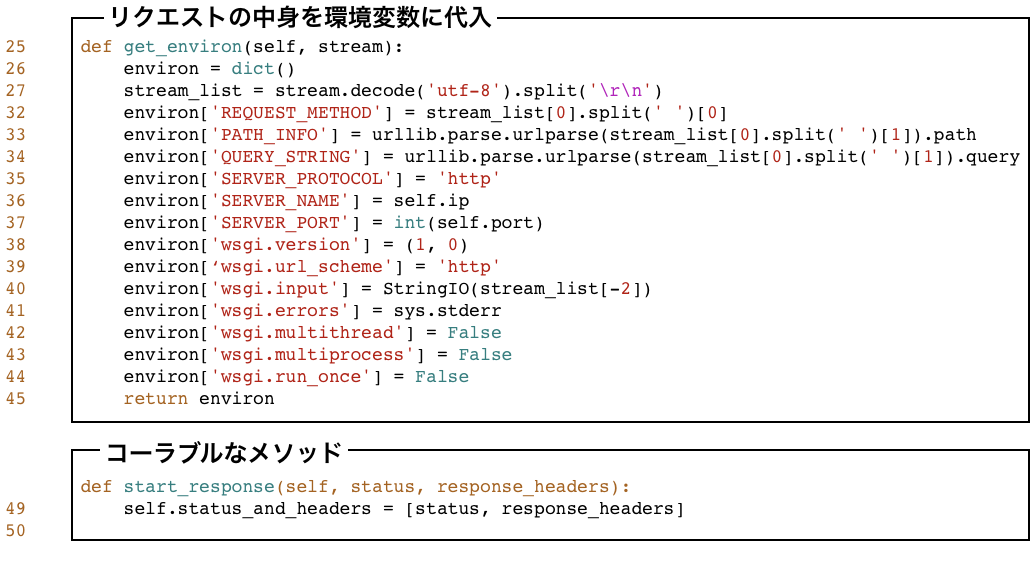 リクエストの中身を環境変数に代入
25 def get_environ(self, stream):
26     environ = dict()
27     stream_list = stream.decode('utf-8').split('\r\n')
32     environ['REQUEST_METHOD'] = stream_list[0].split(' ')[0]
33     environ['PATH_INFO'] = urllib.parse.urlparse(stream_list[0].split(' ')[1]).path
34     environ['QUERY_STRING'] = urllib.parse.urlparse(stream_list[0].split(' ')[1]).query
35     environ['SERVER_PROTOCOL'] = 'http'
36     environ['SERVER_NAME'] = self.ip
37     environ['SERVER_PORT'] = int(self.port)
38     environ['wsgi.version'] = (1, 0)
39     environ[‘wsgi.url_scheme'] = 'http'
40     environ['wsgi.input'] = StringIO(stream_list[-2])
41     environ['wsgi.errors'] = sys.stderr
42     environ['wsgi.multithread'] = False
43     environ['wsgi.multiprocess'] = False
44     environ['wsgi.run_once'] = False
45     return environ
コーラブルなメソッド
def start_response(self, status, response_headers):
49     self.status_and_headers = [status, response_headers]
50